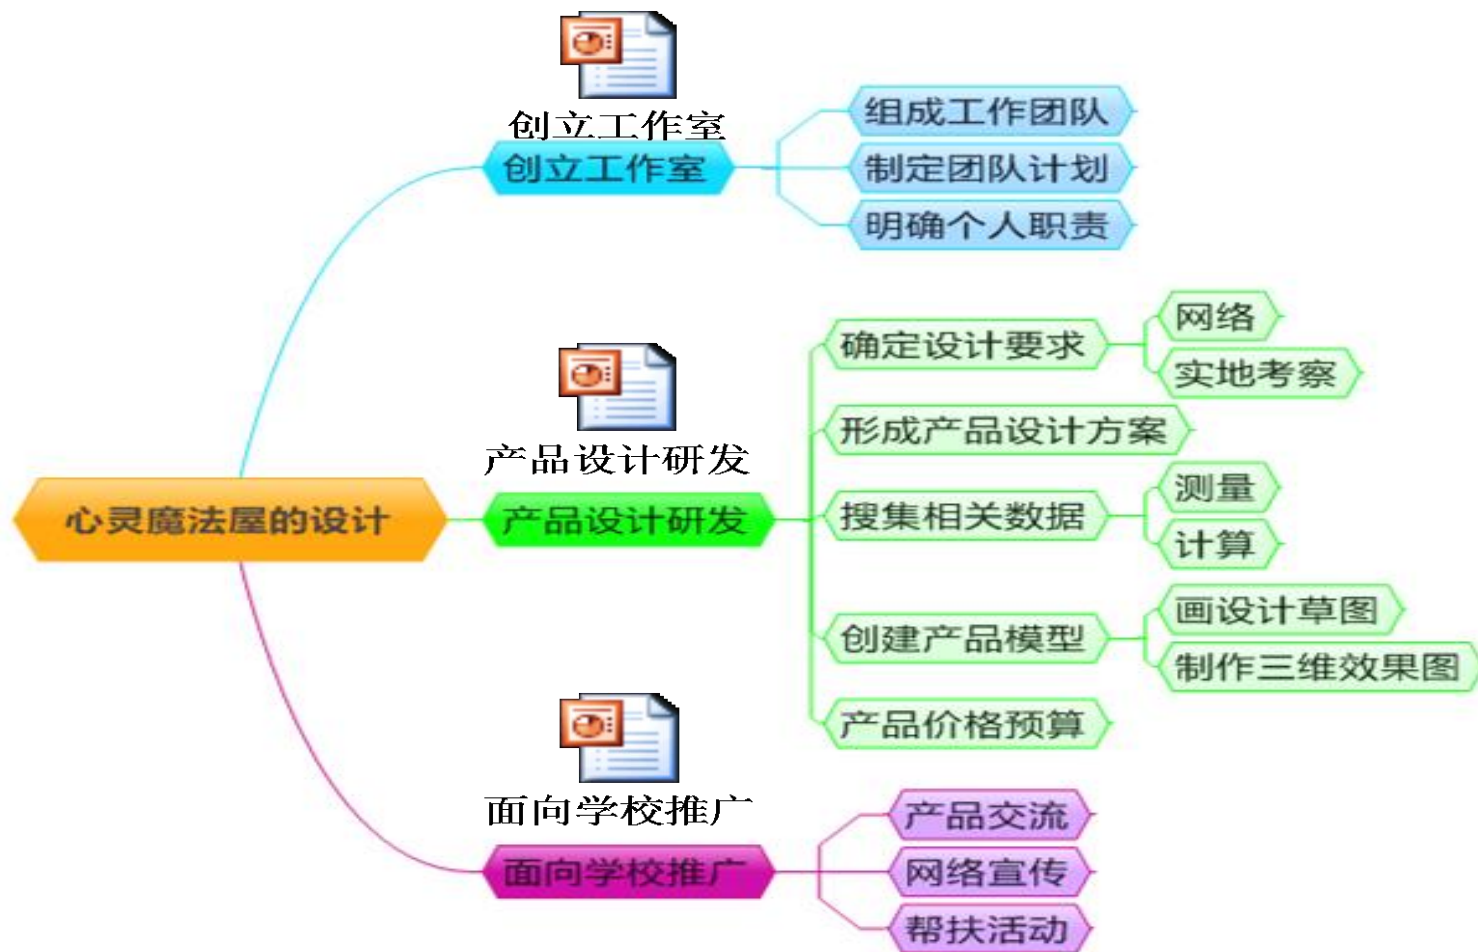 创立工作室
创立工作室
组成工作团队
制定团队计划
明确个人职责
心灵魔法屋的设计
产品设计研发
产品设计研发
确定设计要求
网络
实地考察
形成产品设计方案
搜集相关数据
测量
计算
创建产品模型
画设计草图
制作三维效果图
产品价格预算
面向学校推广
面向学校推广
产品交流
网络宣传
帮扶活动